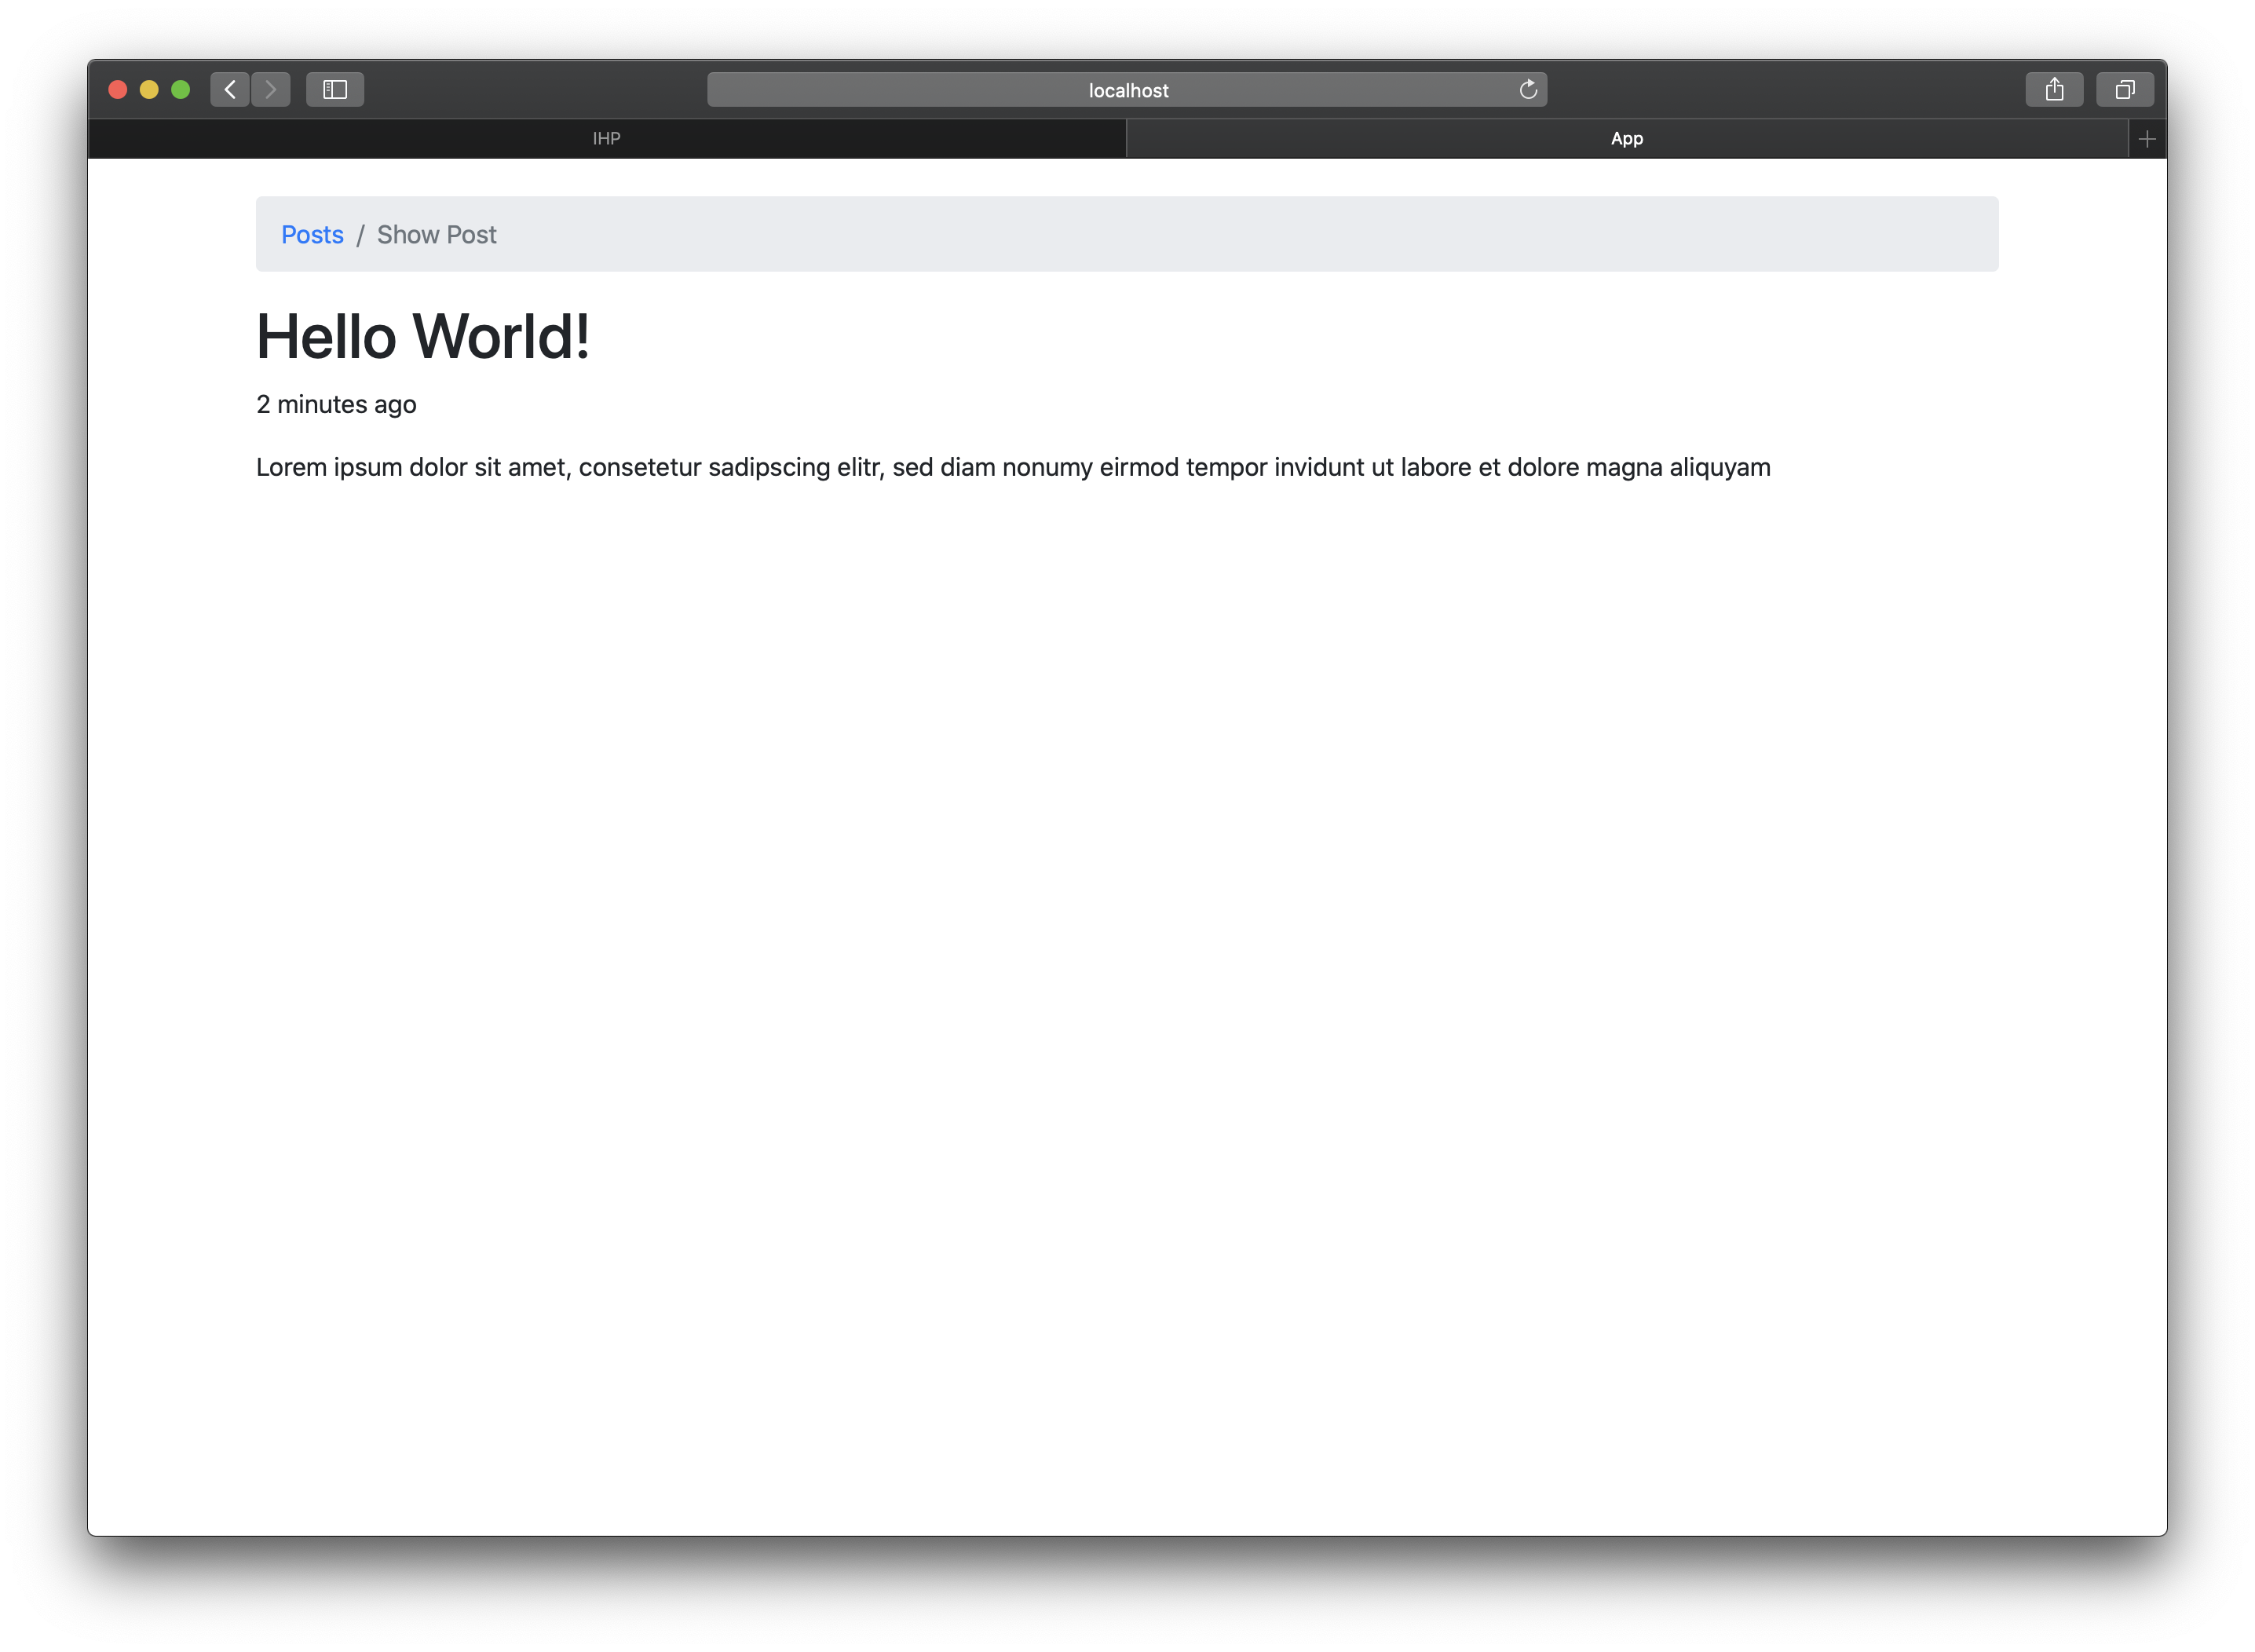 localhost
IHP
App
Posts / Show Post
Hello World!
2 minutes ago
Lorem ipsum dolor sit amet, consetetur sadipscing elitr, sed diam nonumy eirmod tempor invidunt ut labore et dolore magna aliquyam